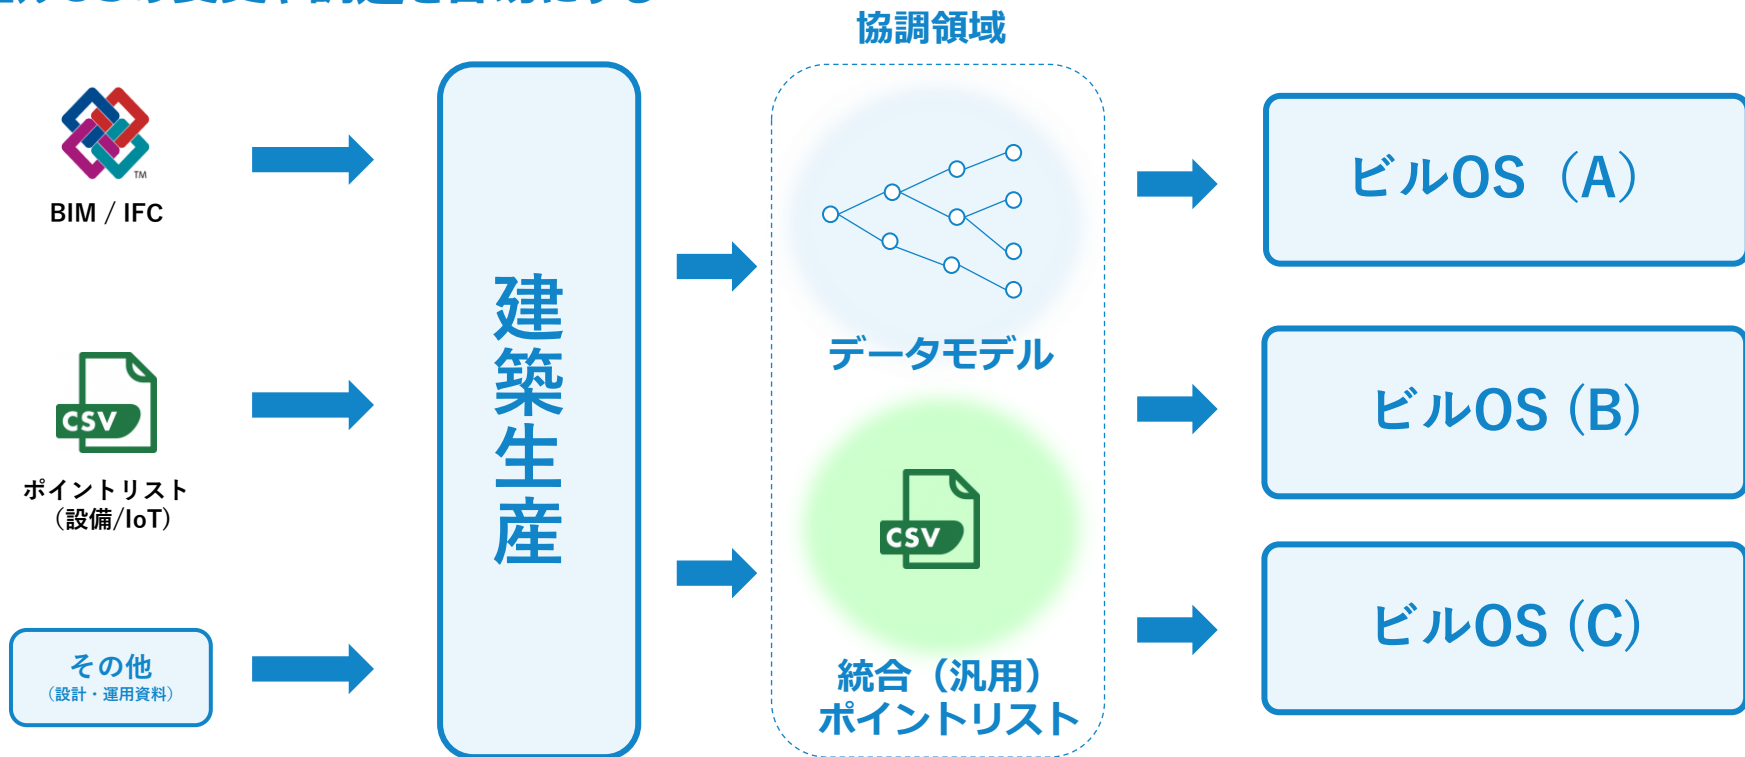 協調領域
BIM / IFC
CSV
ポイントリスト
（設備/IoT）
その他
（設計・運用資料）
建築生産
データモデル
CSV
統合（汎用）
ポイントリスト
ビルOS（A）
ビルOS (B)
ビルOS (C)
TM